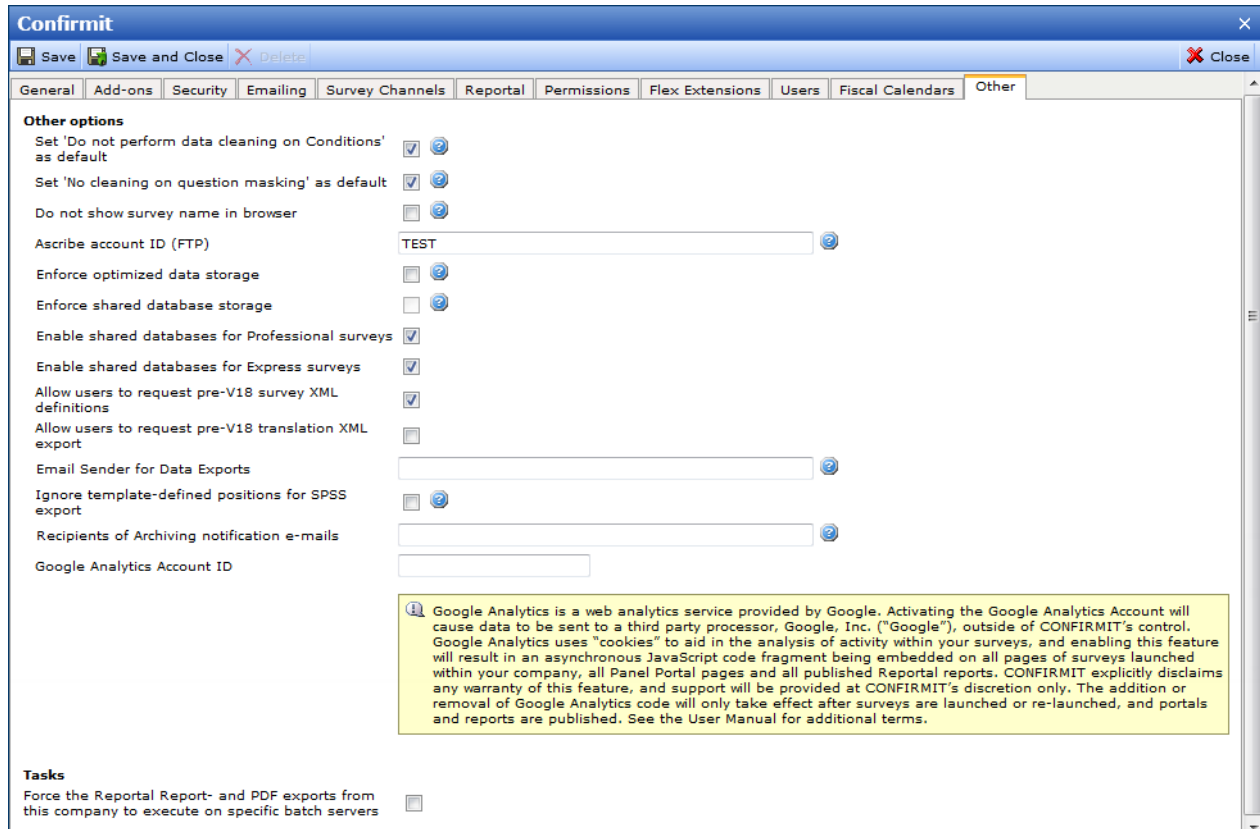 Confirmit
Save Save and Close Delete Close
General Add-ons Security Emailing Survey Channels Reportal Permissions Flex Extensions Users Fiscal Calendars Other
Other options
Set 'Do not perform data cleaning on Conditions'
as default
Set 'No cleaning on question masking' as default
Do not show survey name in browser
Ascribe account ID (FTP) TEST
Enforce optimized data storage
Enforce shared database storage
Enable shared databases for Professional surveys
Enable shared databases for Express surveys
Allow users to request pre-V18 survey XML
definitions
Allow users to request pre-V18 translation XML
export
Email Sender for Data Exports
Ignore template-defined positions for SPSS
export
Recipients of Archiving notification e-mails
Google Analytics Account ID
Google Analytics is a web analytics service provided by Google. Activating the Google Analytics Account will
cause data to be sent to a third party processor, Google, Inc. (“Google”), outside of CONFIRMIT’s control.
Google Analytics uses “cookies” to aid in the analysis of activity within your surveys, and enabling this feature
will result in an asynchronous JavaScript code fragment being embedded on all pages of surveys launched
within your company, all Panel Portal pages and all published Reportal reports. CONFIRMIT explicitly disclaims
any warranty of this feature, and support will be provided at CONFIRMIT’s discretion only. The addition or
removal of Google Analytics code will only take effect after surveys are launched or re-launched, and portals
and reports are published. See the User Manual for additional terms.
Tasks
Force the Reportal Report- and PDF exports from
this company to execute on specific batch servers